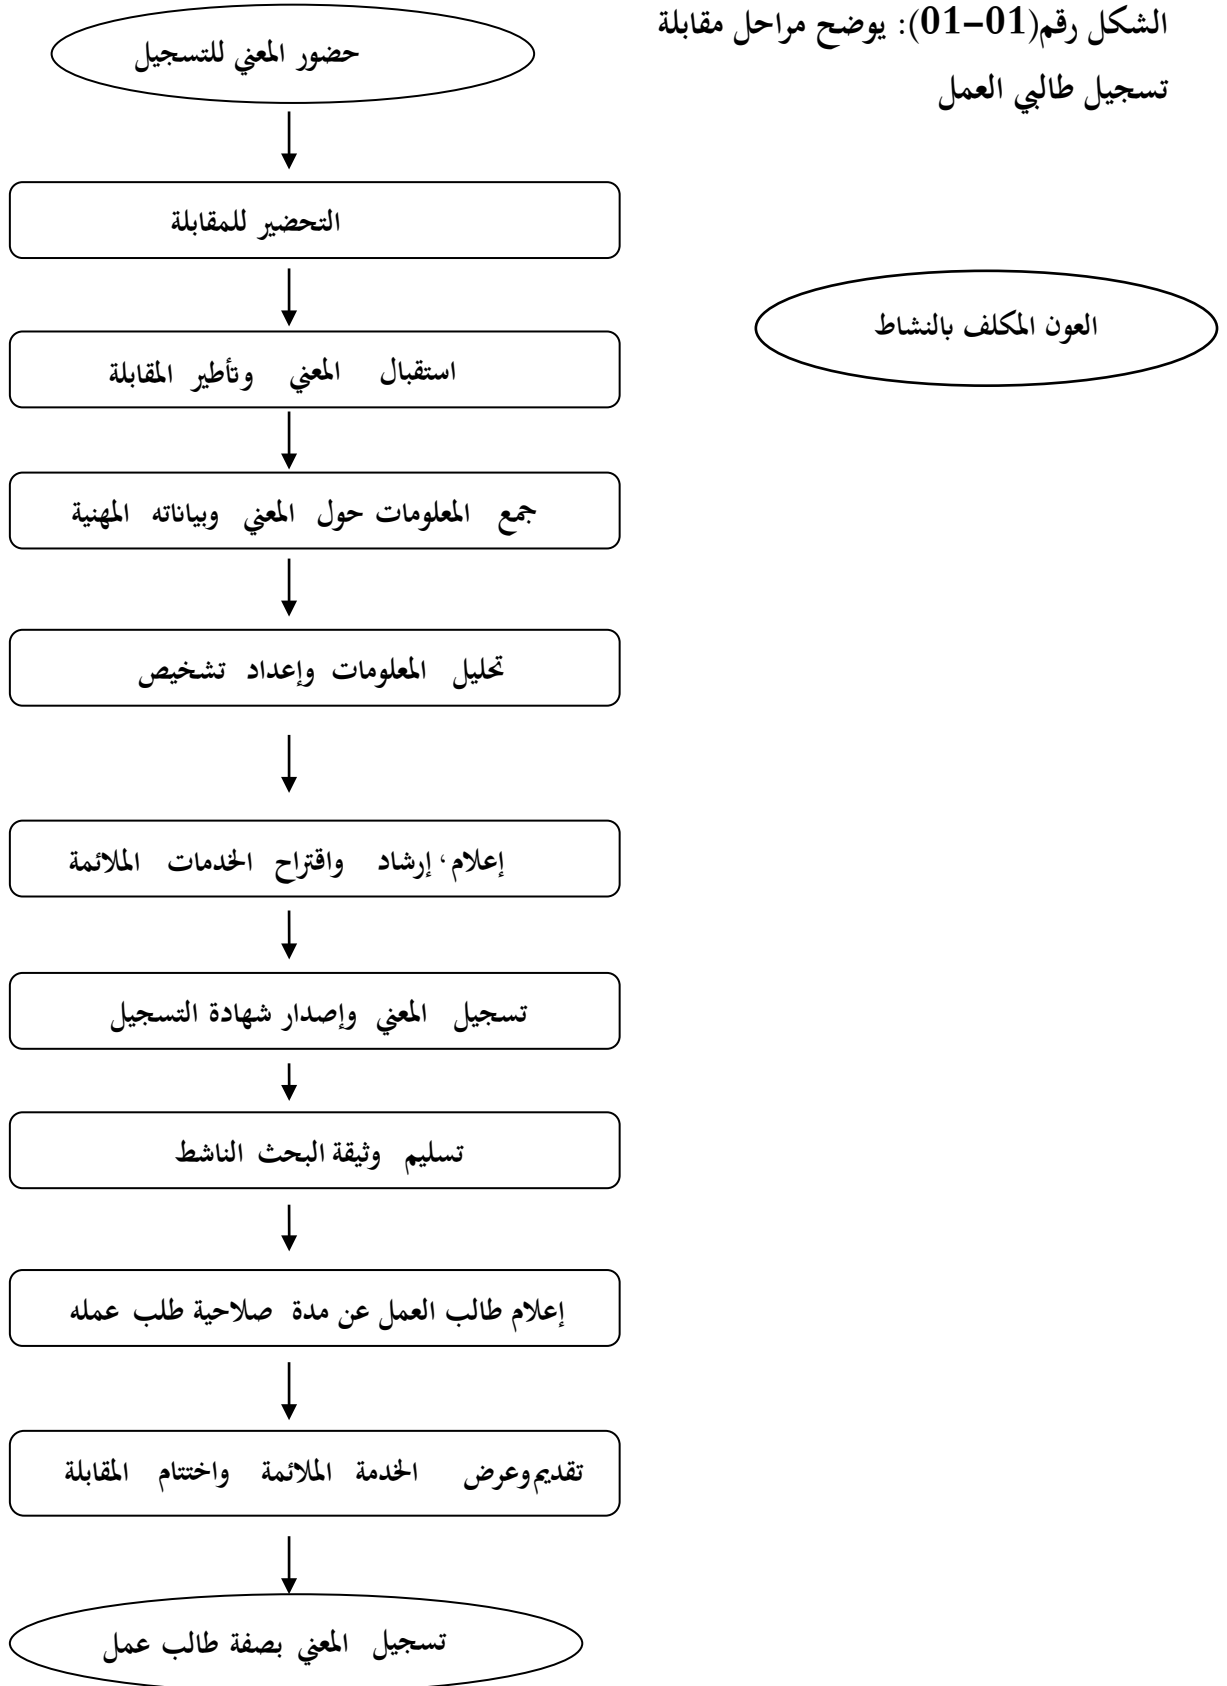 الشكل رقم(01-01): يوضح مراحل مقابلة
تسجيل طالبي العمل
حضور المعني للتسجيل
التحضير للمقابلة
العون المكلف بالنشاط
استقبال المعني وتأطير المقابلة
جمع المعلومات حول المعني وبياناته المهنية
تحليل المعلومات وإعداد تشخيص
إعلام، إرشاد واقتراح الخدمات الملائمة
تسجيل المعني وإصدار شهادة التسجيل
تسليم وثيقة البحث الناشط
إعلام طالب العمل عن مدة صلاحية طلب عمله
تقديم وعرض الخدمة الملائمة واختتام المقابلة
تسجيل المعني بصفة طالب عمل